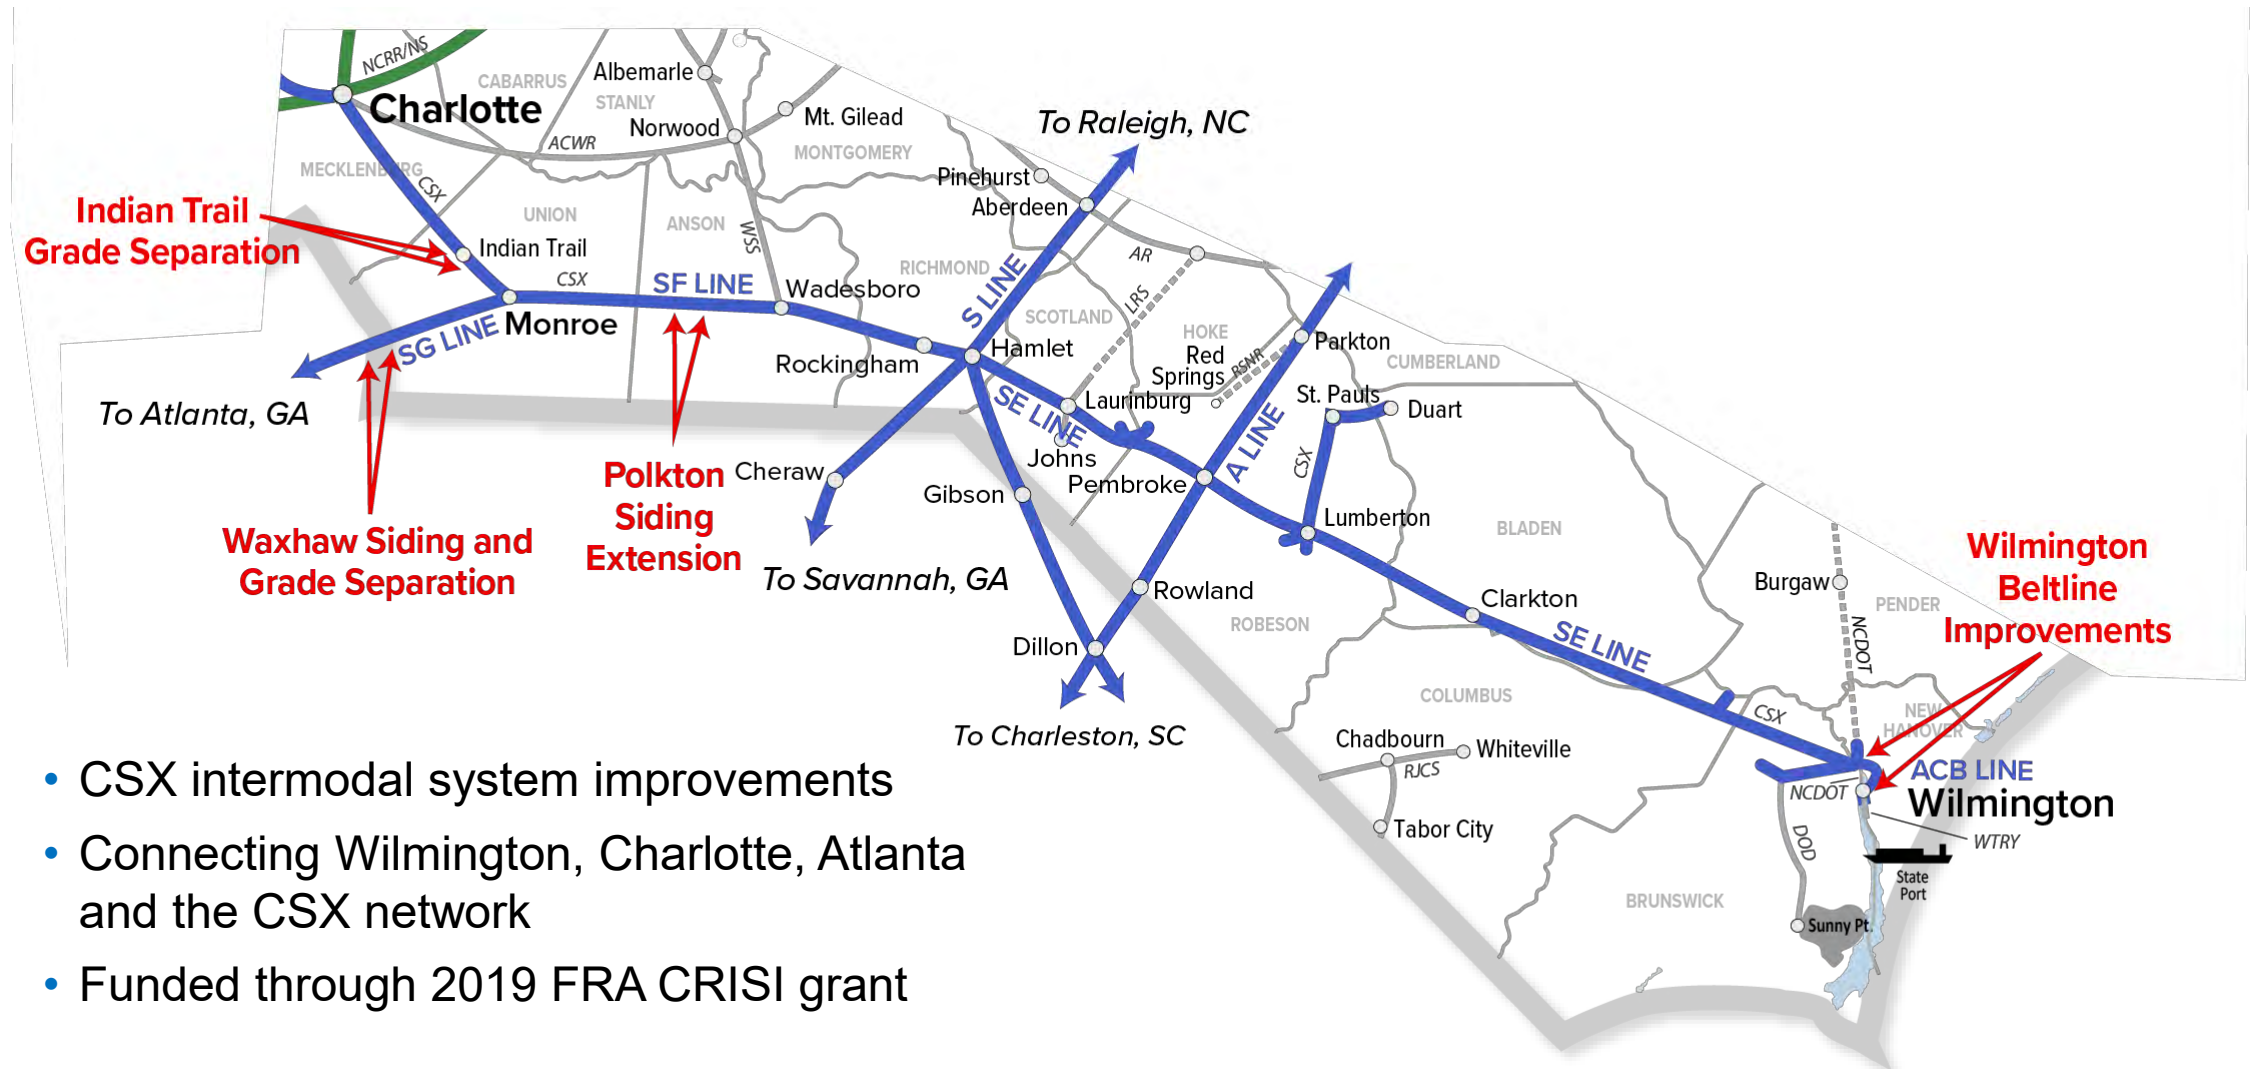 NCRR/NS
CABARRUS
Albemarle
STANLY
Charlotte
Mt. Gilead
To Raleigh, NC
Norwood
ACWR
MONTGOMERY
MECKLENBURG
CSX
Pinehurst
Aberdeen
Indian Trail
Grade Separation
UNION
ANSON
WSS
Indian Trail
AR
RICHMOND
CSX
SF LINE
Wadesboro
S LINE
LRS
SCOTLAND
HOKE
SG LINE
Monroe
Hamlet
Rockingham
Red
Springs
RSNR
Parkton
CUMBERLAND
To Atlanta, GA
SE LINE
Laurinburg
St. Pauls
Duart
A LINE
CSX
Johns
Polkton
Siding
Extension
Cheraw
Gibson
Pembroke
Lumberton
BLADEN
Waxhaw Siding and
Grade Separation
Wilmington
Beltline
Improvements
To Savannah, GA
Rowland
Clarkton
Burgaw
PENDER
ROBESON
SE LINE
NCDOT
Dillon
COLUMBUS
CSX
NEW
HANOVER
To Charleston, SC
Chadbourn
Whiteville
RJCS
ACB LINE
NCDOT
Wilmington
Tabor City
DOD
WTRY
State
Port
BRUNSWICK
Sunny Pt.
• CSX intermodal system improvements
• Connecting Wilmington, Charlotte, Atlanta
and the CSX network
• Funded through 2019 FRA CRISI grant